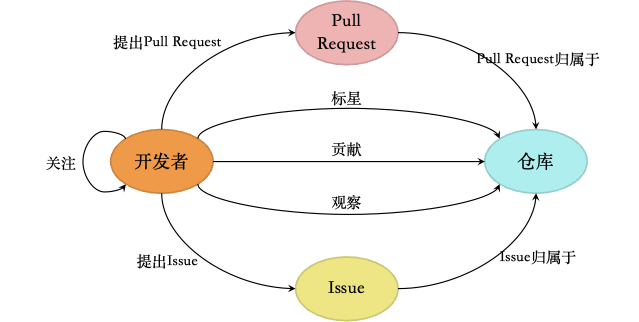 Pull
Request
提出Pull Request
Pull Request归属于
标星
关注
开发者
贡献
仓库
观察
提出Issue
Issue归属于
Issue